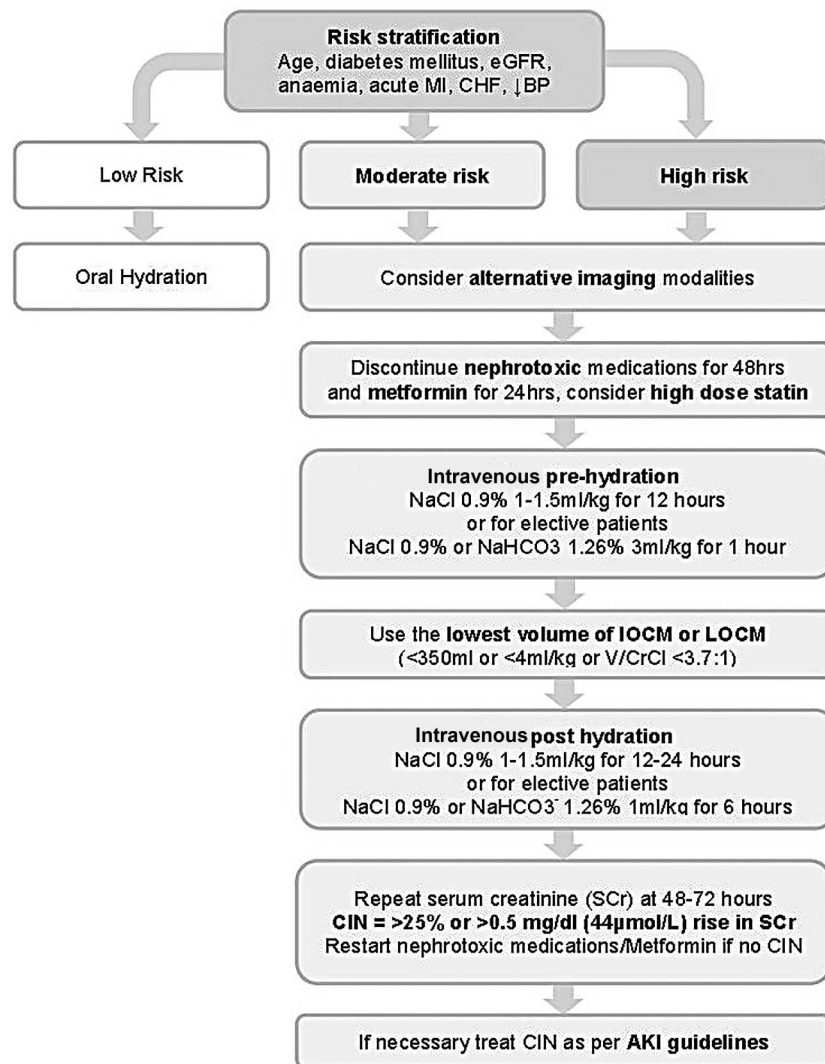 Risk stratification
Age, diabetes mellitus, eGFR,
anaemia, acute MI, CHF, ↓BP
Low Risk
Moderate risk
High risk
Oral Hydration
Consider alternative imaging modalities
Discontinue nephrotoxic medications for 48hrs
and metformin for 24hrs, consider high dose statin
Intravenous pre-hydration
NaCl 0.9% 1-1.5ml/kg for 12 hours
or for elective patients
NaCl 0.9% or NaHCO3 1.26% 3ml/kg for 1 hour
Use the lowest volume of IOCM or LOCM
(<350ml or <4ml/kg or V/CrCl <3.7:1)
Intravenous post hydration
NaCl 0.9% 1-1.5ml/kg for 12-24 hours
or for elective patients
NaCl 0.9% or NaHCO3⁻ 1.26% 1ml/kg for 6 hours
Repeat serum creatinine (SCr) at 48-72 hours
CIN = >25% or >0.5 mg/dl (44µmol/L) rise in SCr
Restart nephrotoxic medications/Metformin if no CIN
If necessary treat CIN as per AKI guidelines